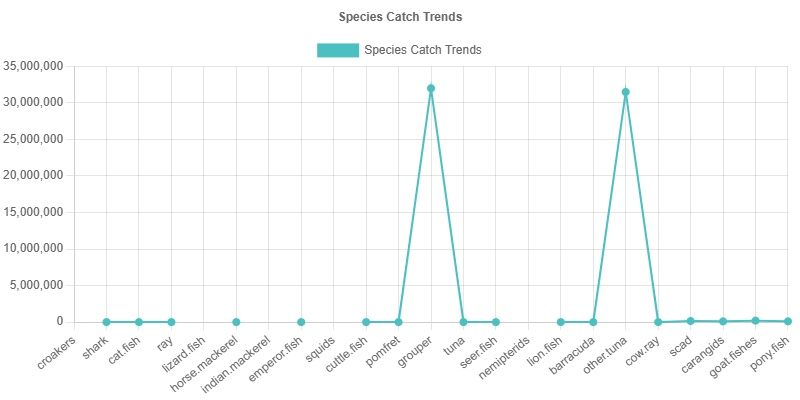 Species Catch Trends
Species Catch Trends
35,000,000
30,000,000
25,000,000
20,000,000
15,000,000
10,000,000
5,000,000
0
croakers
shark
cat.fish
ray
lizard.fish
horse.mackerel
indian.mackerel
emperor.fish
squids
cuttle.fish
pomfret
grouper
tuna
seer.fish
nemipterids
lion.fish
barracuda
other.tuna
cow.ray
scad
carangids
goat.fishes
pony.fish